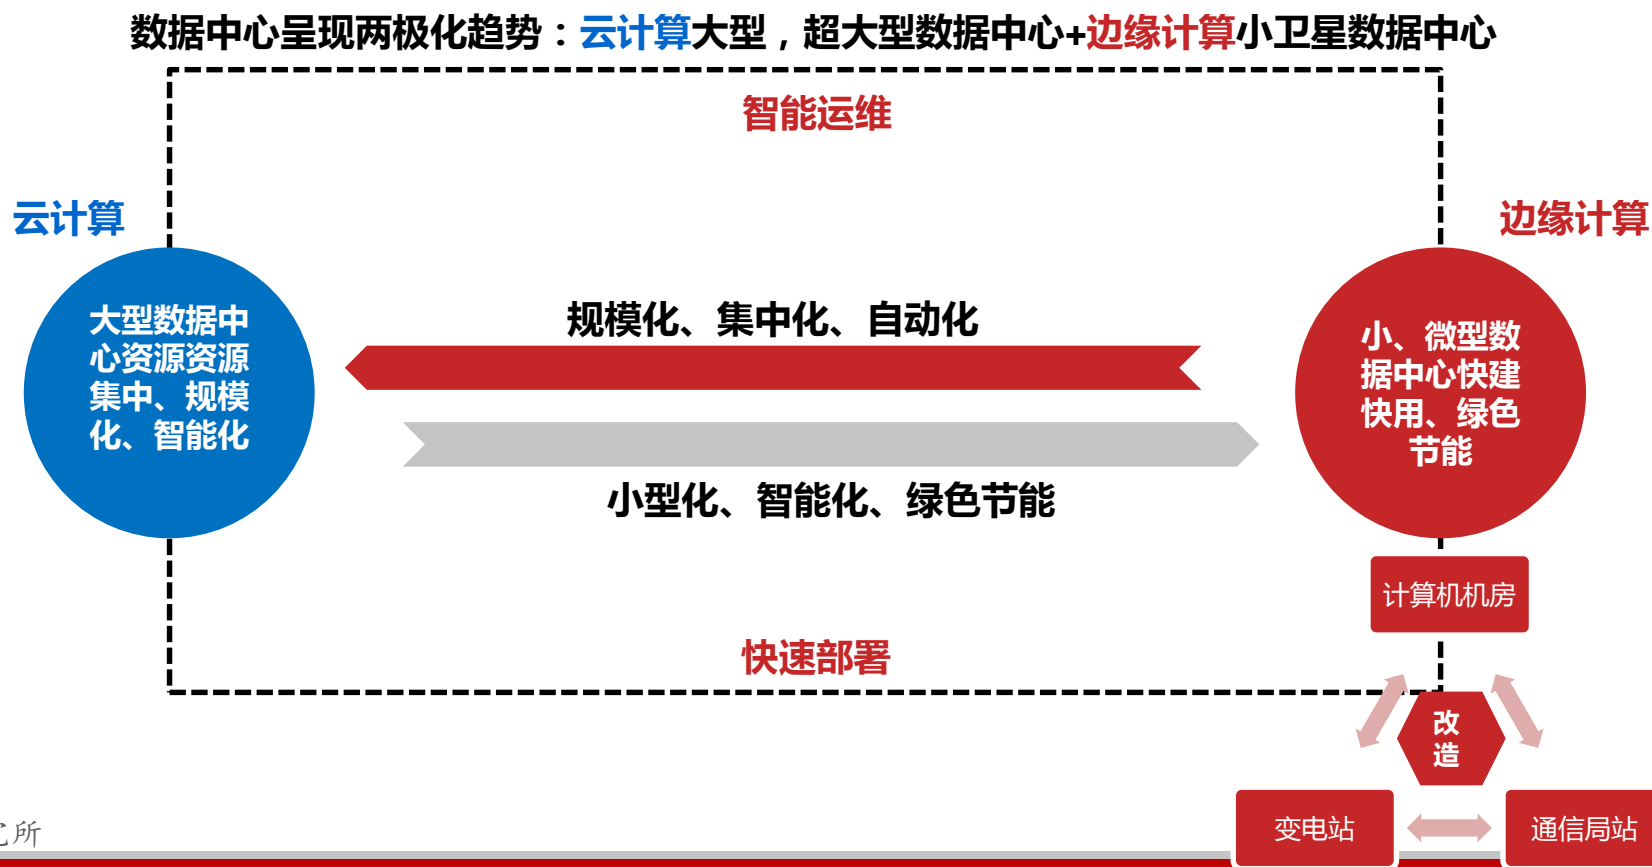 数据中心呈现两极化趋势：云计算大型，超大型数据中心+边缘计算小卫星数据中心
智能运维
云计算
边缘计算
大型数据中
心资源资源
集中、规模
化、智能化
规模化、集中化、自动化
小型化、智能化、绿色节能
小、微型数
据中心快建
快用、绿色
节能
计算机机房
快速部署
改
造
变电站
通信局站
所